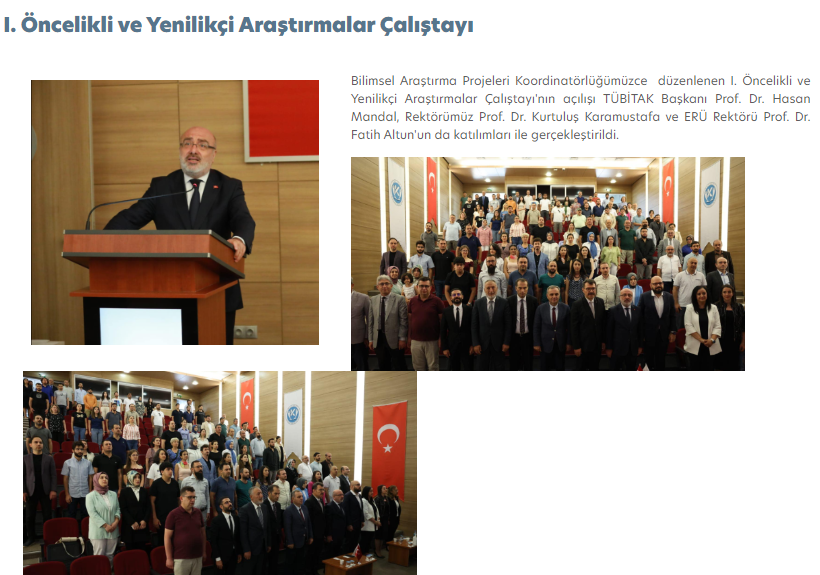 I. Öncelikli ve Yenilikçi Araştırmalar Çalıştayı
Bilimsel Araştırma Projeleri Koordinatörlüğümüzce düzenlenen I. Öncelikli ve
Yenilikçi Araştırmalar Çalıştayı'nın açılışı TÜBİTAK Başkanı Prof. Dr. Hasan
Mandal, Rektörümüz Prof. Dr. Kurtuluş Karamustafa ve ERÜ Rektörü Prof. Dr.
Fatih Altun'un da katılımları ile gerçekleştirildi.